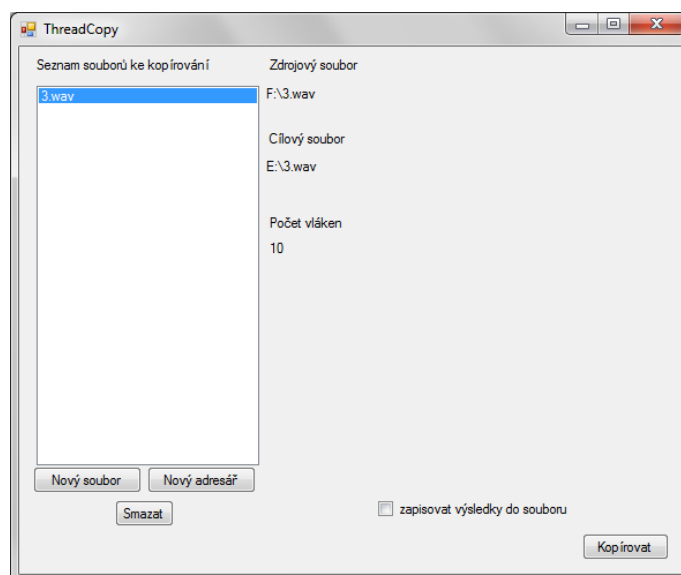 ThreadCopy
Seznam souborů ke kopírování
3.wav
Zdrojový soubor
F:\3.wav
Cílový soubor
E:\3.wav
Počet vláken
10
Nový soubor
Nový adresář
Smazat
zapisovat výsledky do souboru
Kopírovat